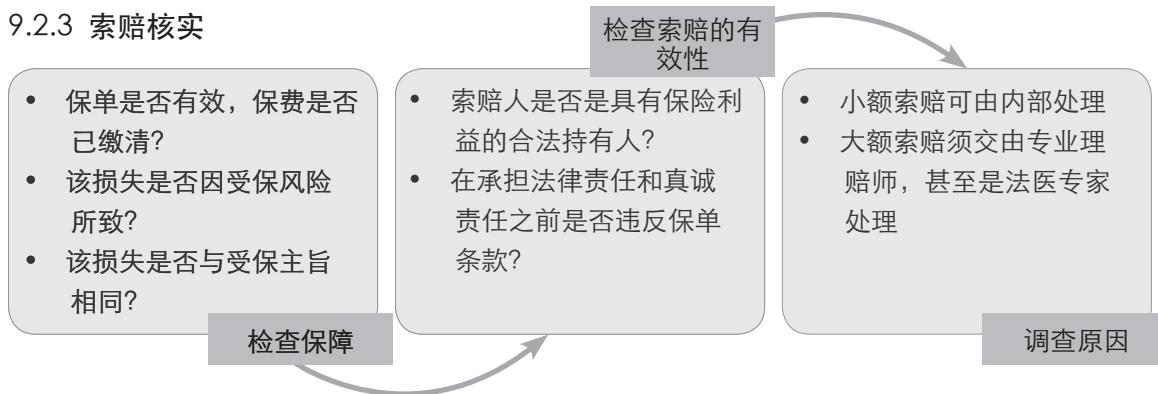 9.2.3 索赔核实
• 保单是否有效，保费是否
已缴清?
• 该损失是否因受保风险
所致?
• 该损失是否与受保主旨
相同?
检查保障
检查索赔的有
效性
• 索赔人是否是具有保险利
益的合法持有人?
• 在承担法律责任和真诚
责任之前是否违反保单
条款?
• 小额索赔可由内部处理
• 大额索赔须交由专业理
赔师，甚至是法医专家
处理
调查原因